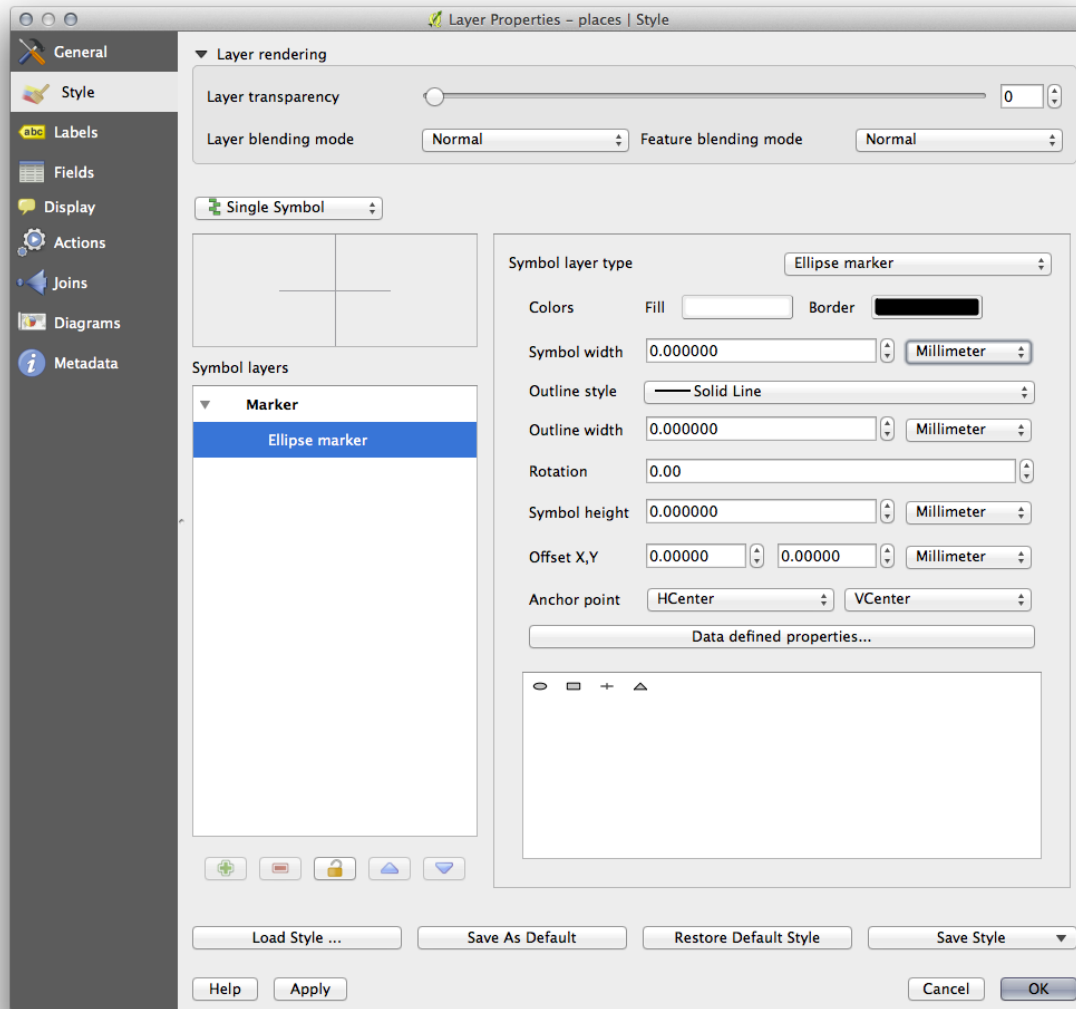 Layer Properties - places | Style
General
Style
abc Labels
Fields
Display
Actions
Joins
Diagrams
i Metadata
Layer rendering
Layer transparency 0
Layer blending mode Normal Feature blending mode Normal
Single Symbol
Symbol layers
Marker
Ellipse marker
Symbol layer type Ellipse marker
Colors Fill Border
Symbol width 0.000000 Millimeter
Outline style Solid Line
Outline width 0.000000 Millimeter
Rotation 0.00
Symbol height 0.000000 Millimeter
Offset X,Y 0.00000 0.00000 Millimeter
Anchor point HCenter VCenter
Data defined properties...
Load Style ... Save As Default Restore Default Style Save Style
Help Apply Cancel OK